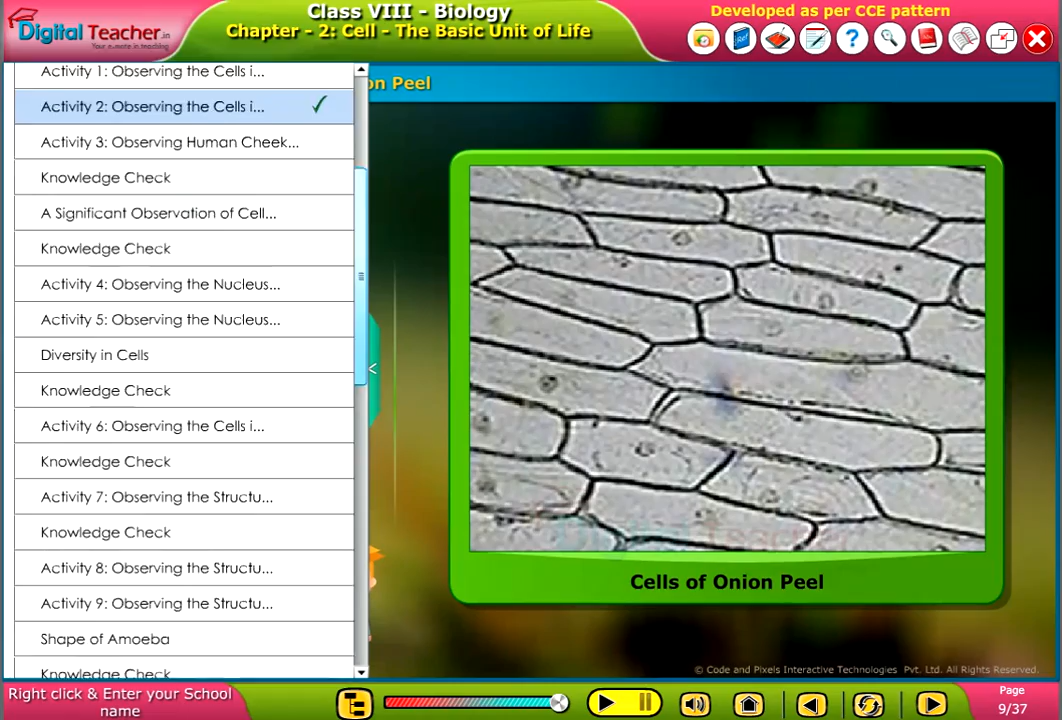 Digital Teacher.in
Your e-mate in teaching
Class VIII - Biology
Chapter - 2: Cell - The Basic Unit of Life
Developed as per CCE pattern
Ref
?
Activity 1: Observing the Cells i...
Activity 2: Observing the Cells i...
Activity 3: Observing Human Cheek...
Knowledge Check
A Significant Observation of Cell...
Knowledge Check
Activity 4: Observing the Nucleus...
Activity 5: Observing the Nucleus...
Diversity in Cells
Knowledge Check
Activity 6: Observing the Cells i...
Knowledge Check
Activity 7: Observing the Structu...
Knowledge Check
Activity 8: Observing the Structu...
Activity 9: Observing the Structu...
Shape of Amoeba
Knowledge Check
on Peel
<
Digital Teacher
Cells of Onion Peel
© Code and Pixels Interactive Technologies Pvt. Ltd. All Rights Reserved.
Right click & Enter your School
name
Page
9/37